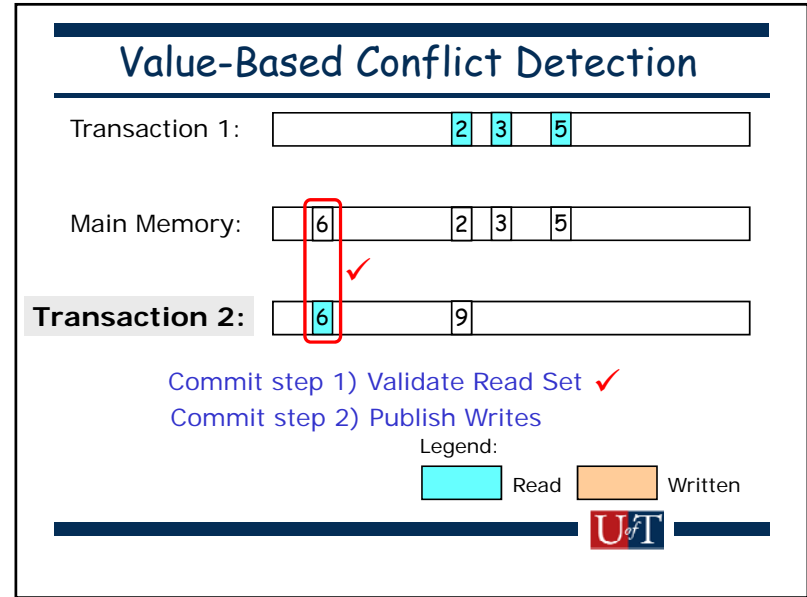 Value-Based Conflict Detection
Transaction 1: 2 3 5
Main Memory: 6 2 3 5
✓
Transaction 2: 6 9
Commit step 1) Validate Read Set ✓
Commit step 2) Publish Writes
Legend:
Read Written
UofT